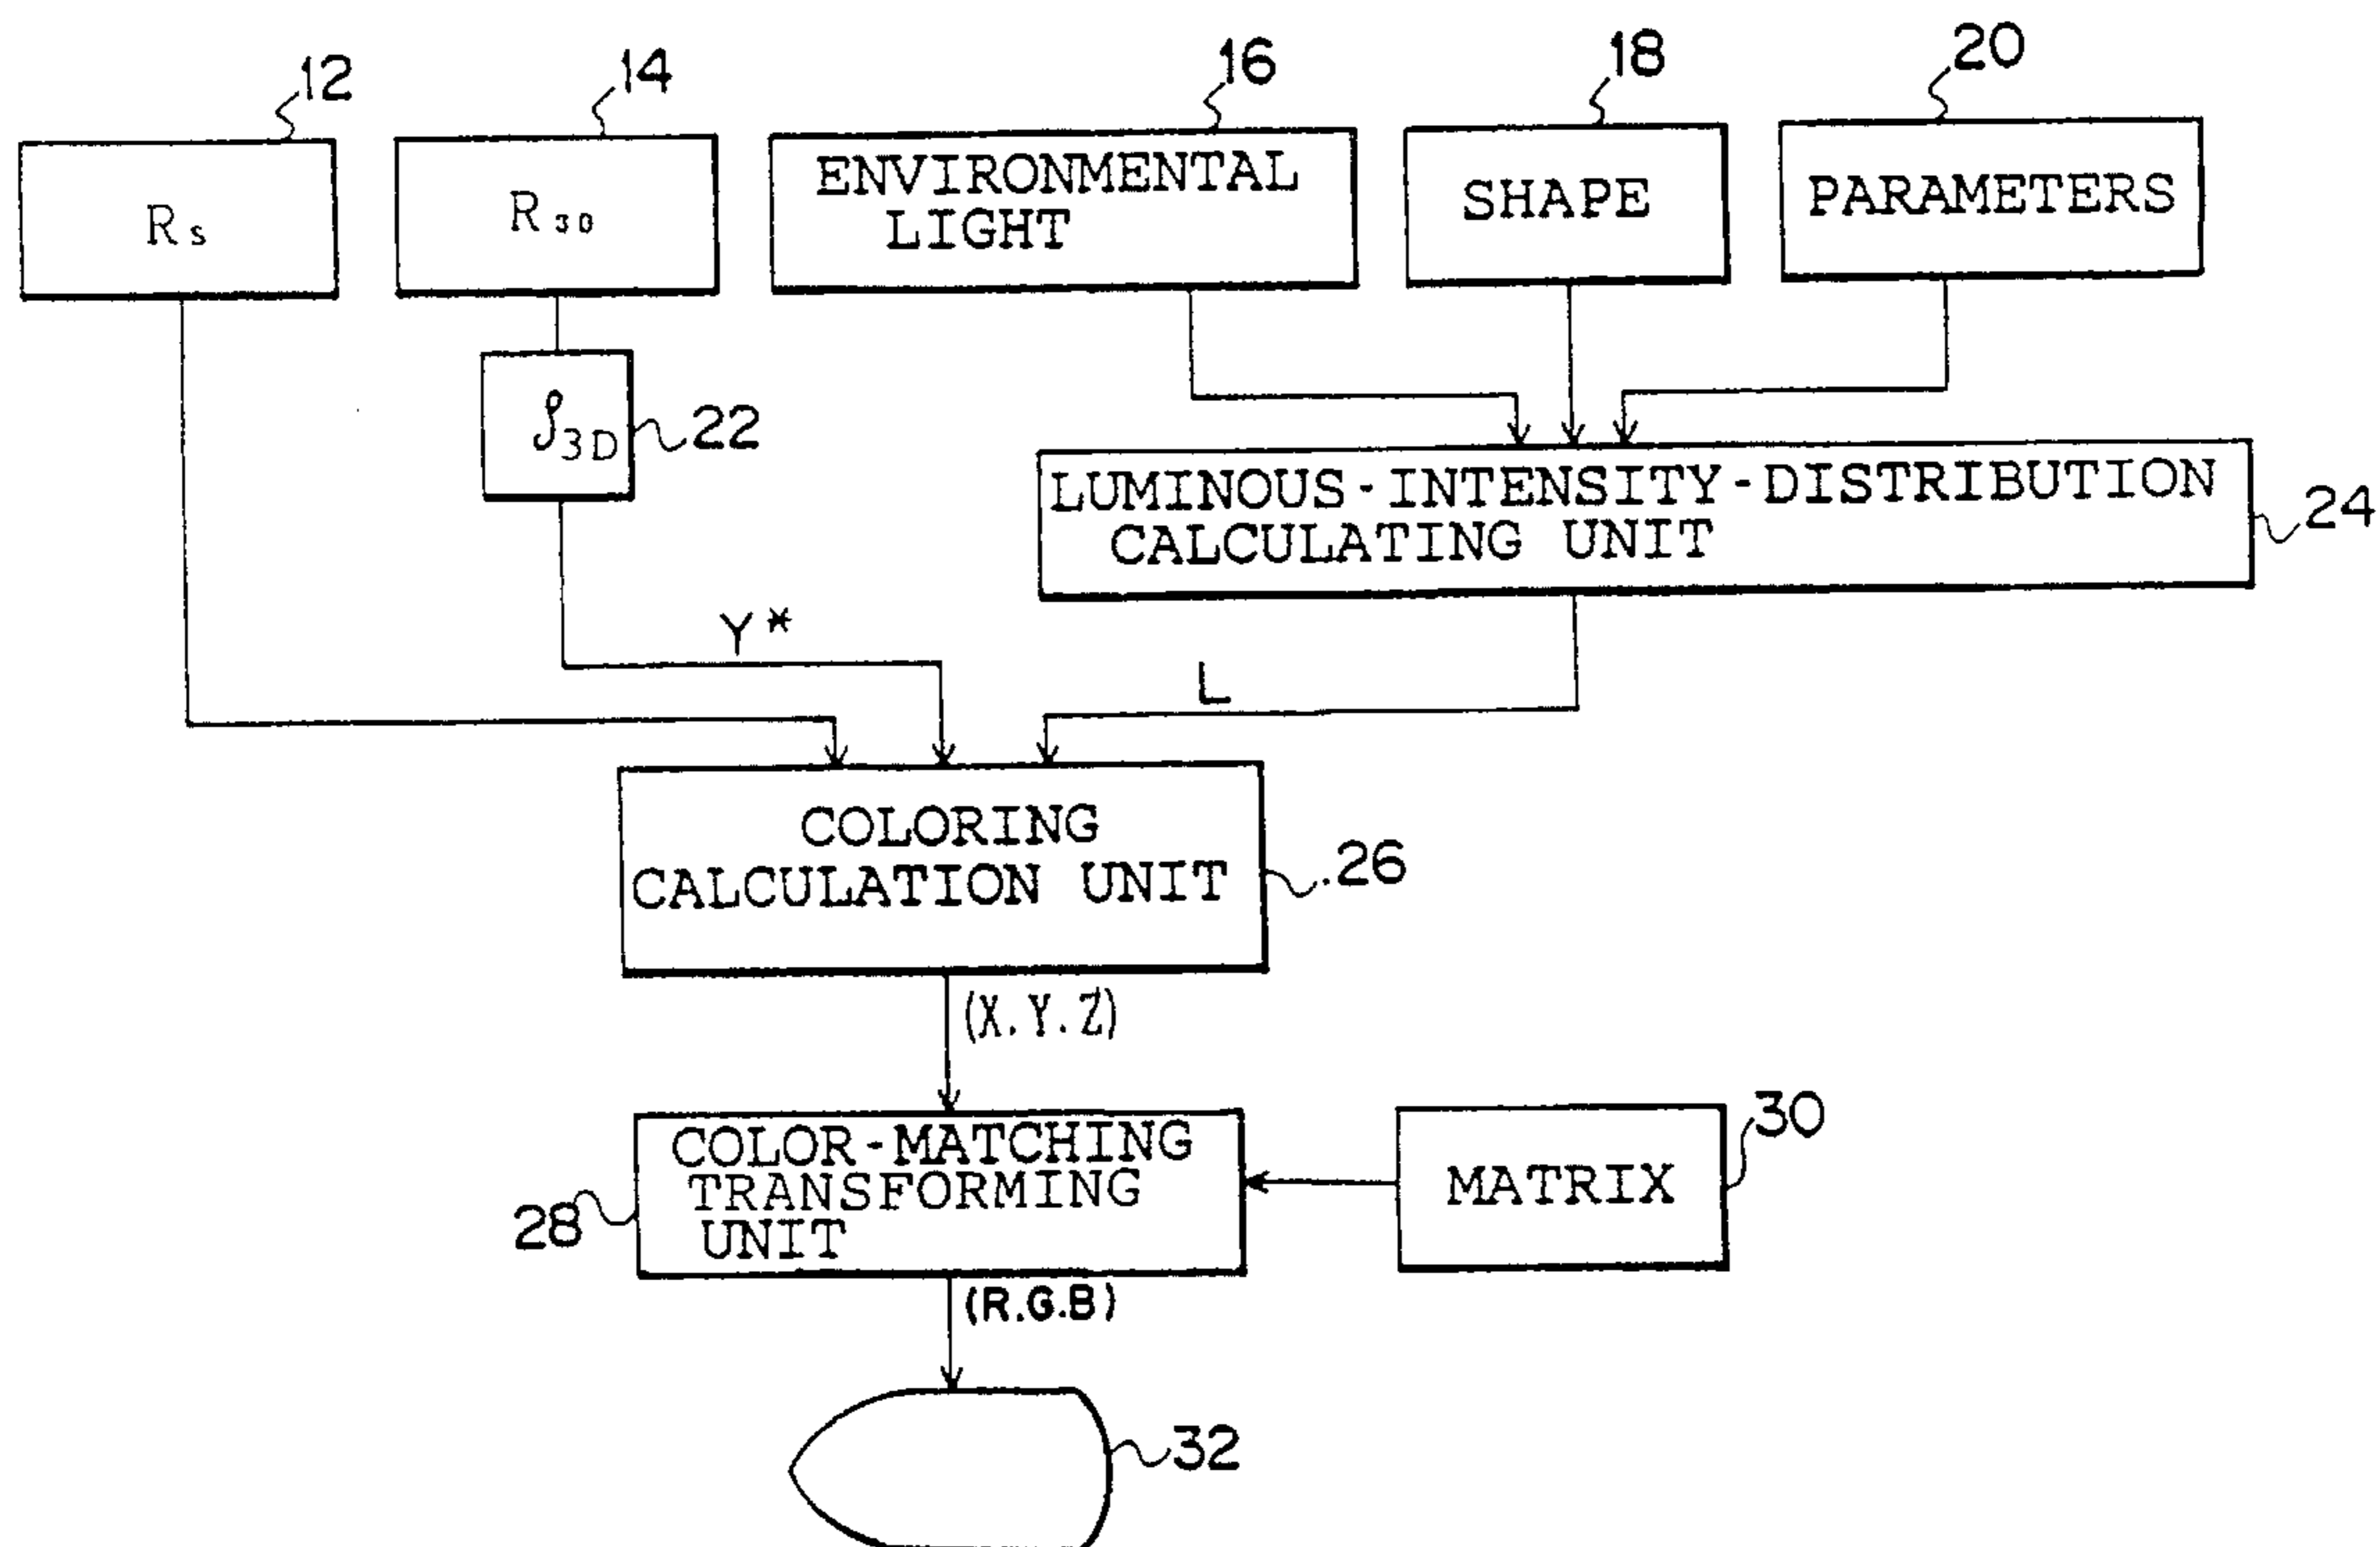 12
14
16
18
20
Rs
R30
ENVIRONMENTAL
LIGHT
SHAPE
PARAMETERS
ρ3D
22
LUMINOUS-INTENSITY-DISTRIBUTION
CALCULATING UNIT
24
Y*
L
COLORING
CALCULATION UNIT
26
(X.Y.Z)
COLOR-MATCHING
TRANSFORMING
UNIT
28
MATRIX
30
(R.G.B)
32